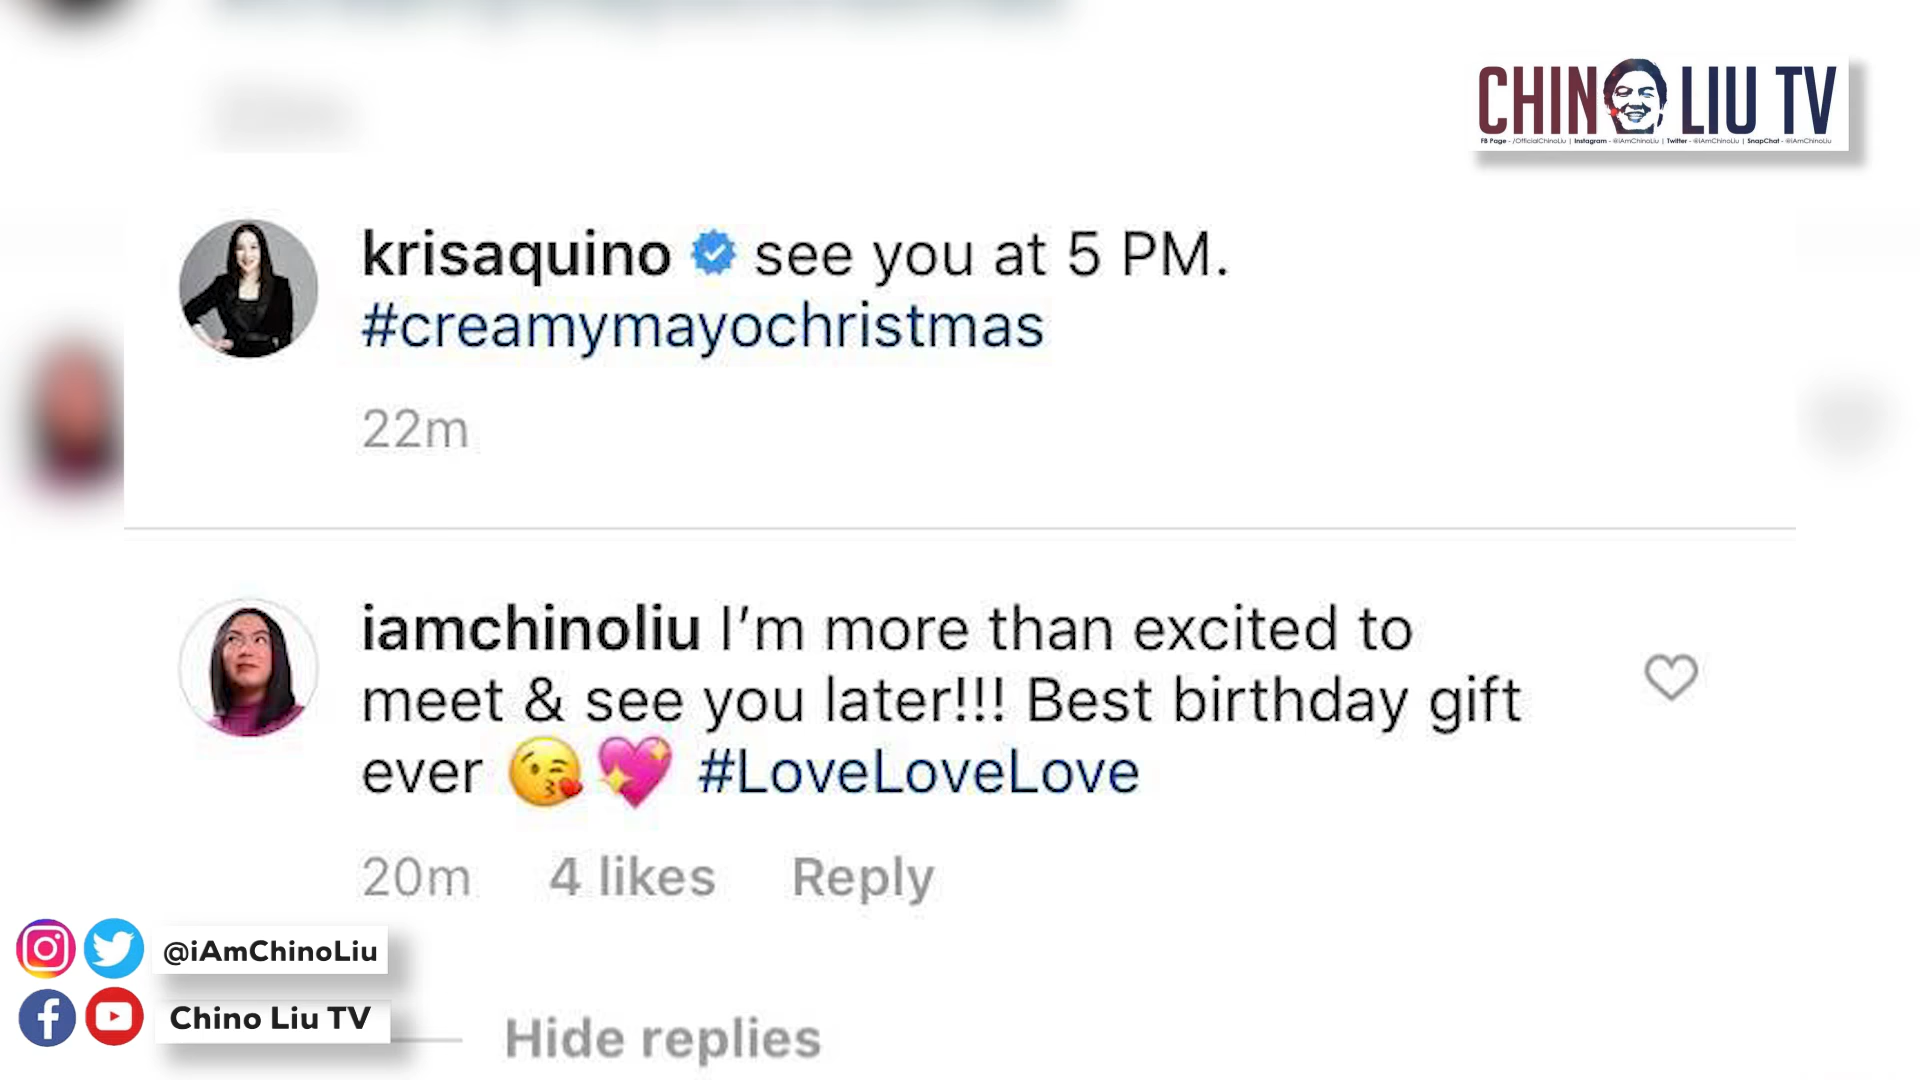 CHINO LIU TV
FB Page - /OfficialChinoLiu | Instagram - @iAmChinoLiu | Twitter - @iAmChinoLiu | SnapChat - @iAmChinoLiu
krisaquino see you at 5 PM.
#creamymayochristmas
22m
iamchinoliu I'm more than excited to
meet & see you later!!! Best birthday gift
ever 😘💖 #LoveLoveLove
20m 4 likes Reply
@iAmChinoLiu
Chino Liu TV
Hide replies